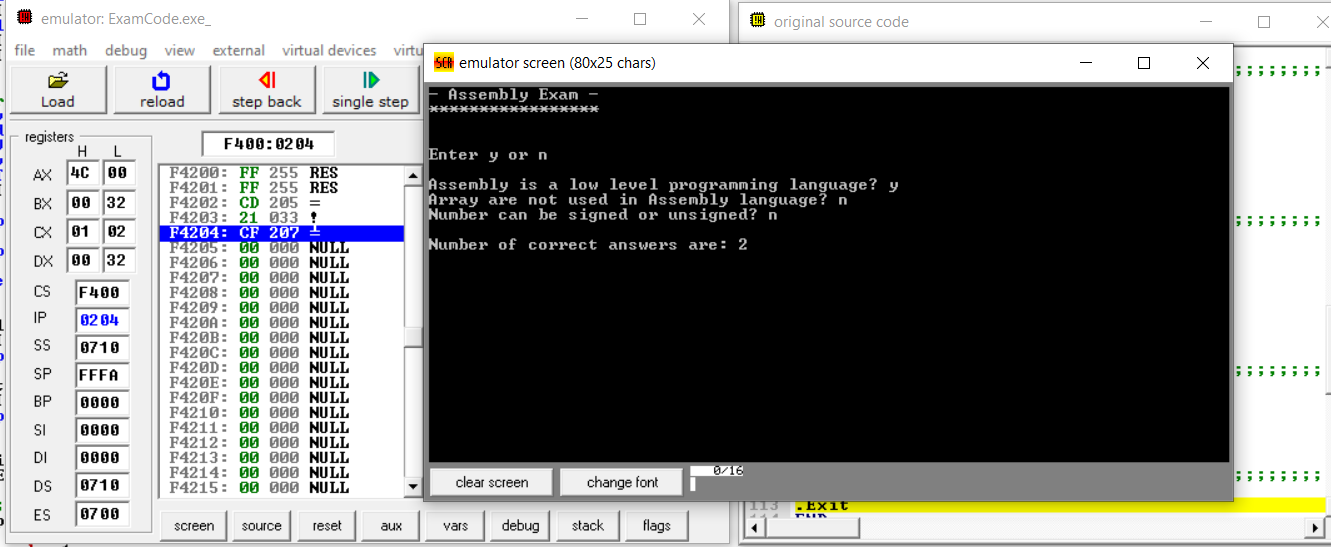 emulator: ExamCode.exe_
file math debug view external virtual devices virtu
Load reload step back single step
registers
H L
F400:0204
AX 4C 00
BX 00 32
CX 01 02
DX 00 32
CS F400
IP 0204
SS 0710
SP FFFA
BP 0000
SI 0000
DI 0000
DS 0710
ES 0700
F4200: FF 255 RES
F4201: FF 255 RES
F4202: CD 205 =
F4203: 21 033 !
F4204: CF 207 ╧
F4205: 00 000 NULL
F4206: 00 000 NULL
F4207: 00 000 NULL
F4208: 00 000 NULL
F4209: 00 000 NULL
F420A: 00 000 NULL
F420B: 00 000 NULL
F420C: 00 000 NULL
F420D: 00 000 NULL
F420E: 00 000 NULL
F420F: 00 000 NULL
F4210: 00 000 NULL
F4211: 00 000 NULL
F4212: 00 000 NULL
F4213: 00 000 NULL
F4214: 00 000 NULL
F4215: 00 000 NULL
screen source reset aux vars debug stack flags
emulator screen (80x25 chars)
- Assembly Exam -
*****************
Enter y or n
Assembly is a low level programming language? y
Array are not used in Assembly language? n
Number can be signed or unsigned? n
Number of correct answers are: 2
clear screen change font 0/16
original source code
;;;;;;;;
;;;;;;;;
;;;;;;;;
;;;;;;;;
113 .Exit